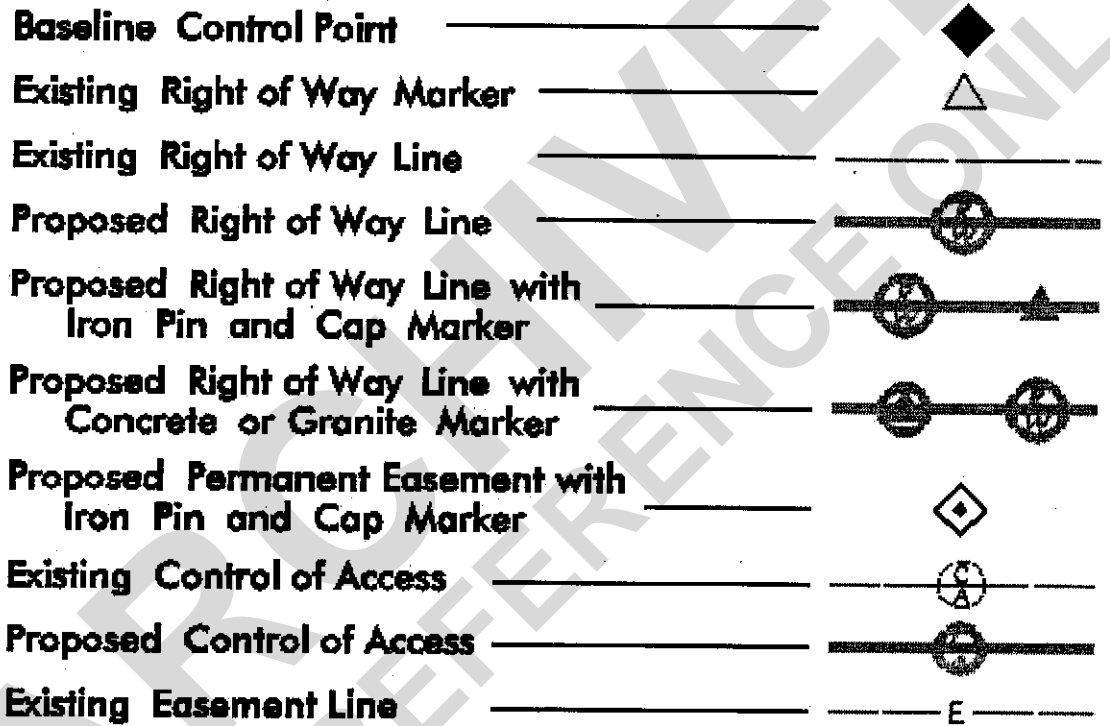 Baseline Control Point
Existing Right of Way Marker
Existing Right of Way Line
Proposed Right of Way Line
R W
Proposed Right of Way Line with
Iron Pin and Cap Marker
R W
Proposed Right of Way Line with
Concrete or Granite Marker
R W
Proposed Permanent Easement with
Iron Pin and Cap Marker
Existing Control of Access
C A
Proposed Control of Access
C A
Existing Easement Line
E